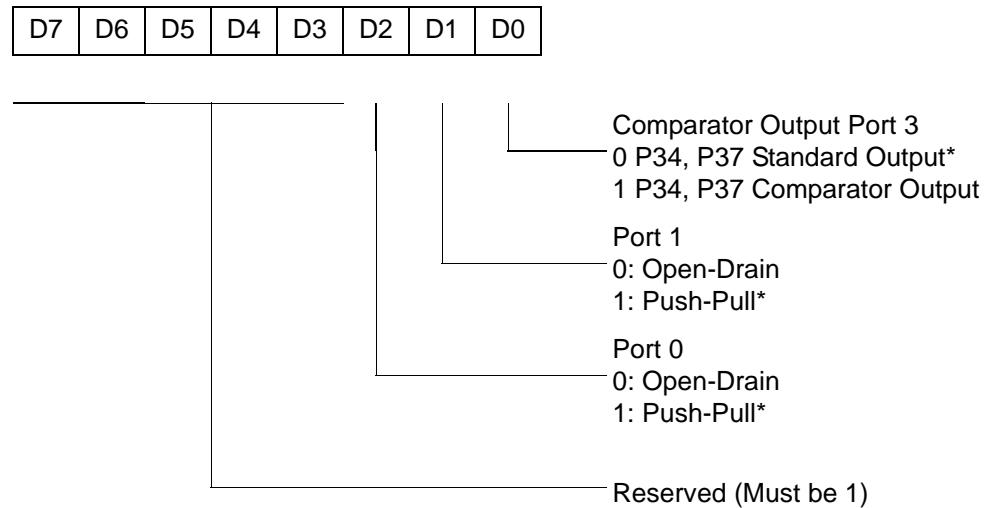 D7 D6 D5 D4 D3 D2 D1 D0
Comparator Output Port 3
0 P34, P37 Standard Output*
1 P34, P37 Comparator Output
Port 1
0: Open-Drain
1: Push-Pull*
Port 0
0: Open-Drain
1: Push-Pull*
Reserved (Must be 1)